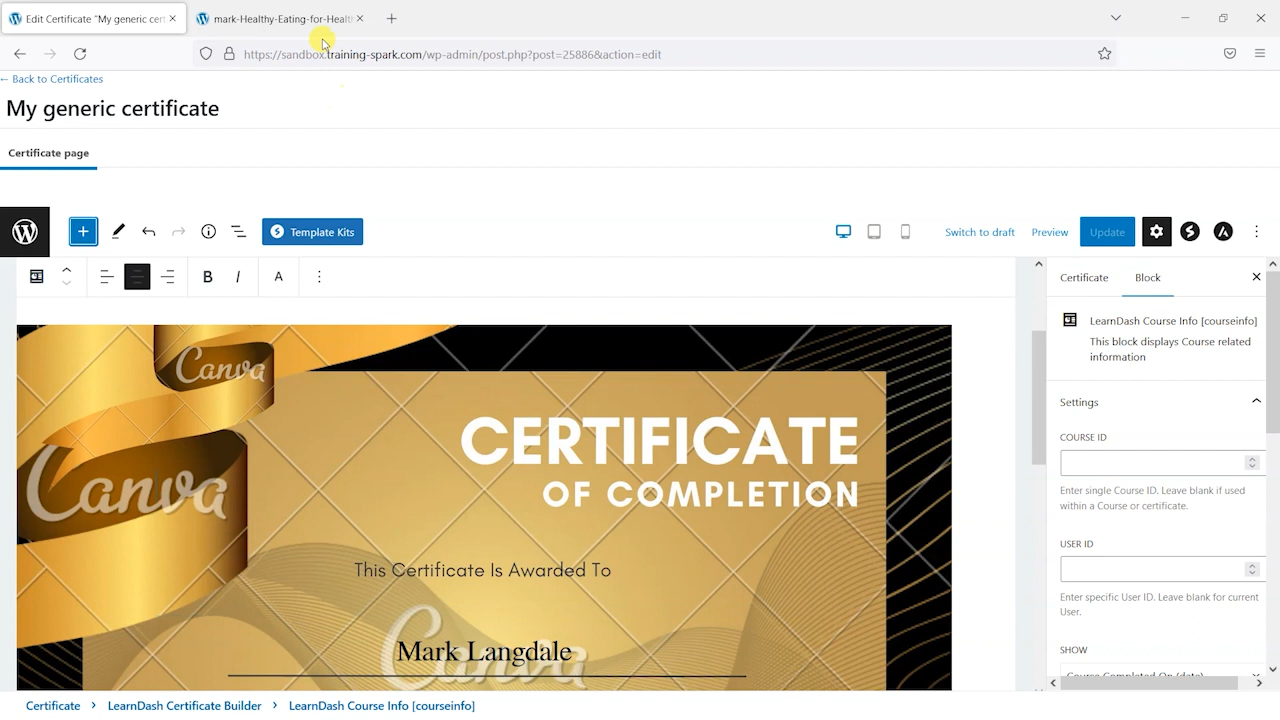 Edit Certificate "My generic cert
mark-Healthy-Eating-for-Healt
https://sandbox.training-spark.com/wp-admin/post.php?post=25886&action=edit
← Back to Certificates
My generic certificate
Certificate page
Template Kits
Switch to draft
Preview
Update
B I A
Certificate
Block
LearnDash Course Info [courseinfo]
This block displays Course related
information
Settings
COURSE ID
Enter single Course ID. Leave blank if used
within a Course or certificate.
USER ID
Enter specific User ID. Leave blank for current
User.
SHOW
Course Completed On (date)
Canva
CERTIFICATE
OF COMPLETION
Canva
This Certificate Is Awarded To
Canva
Mark Langdale
Certificate > LearnDash Certificate Builder > LearnDash Course Info [courseinfo]